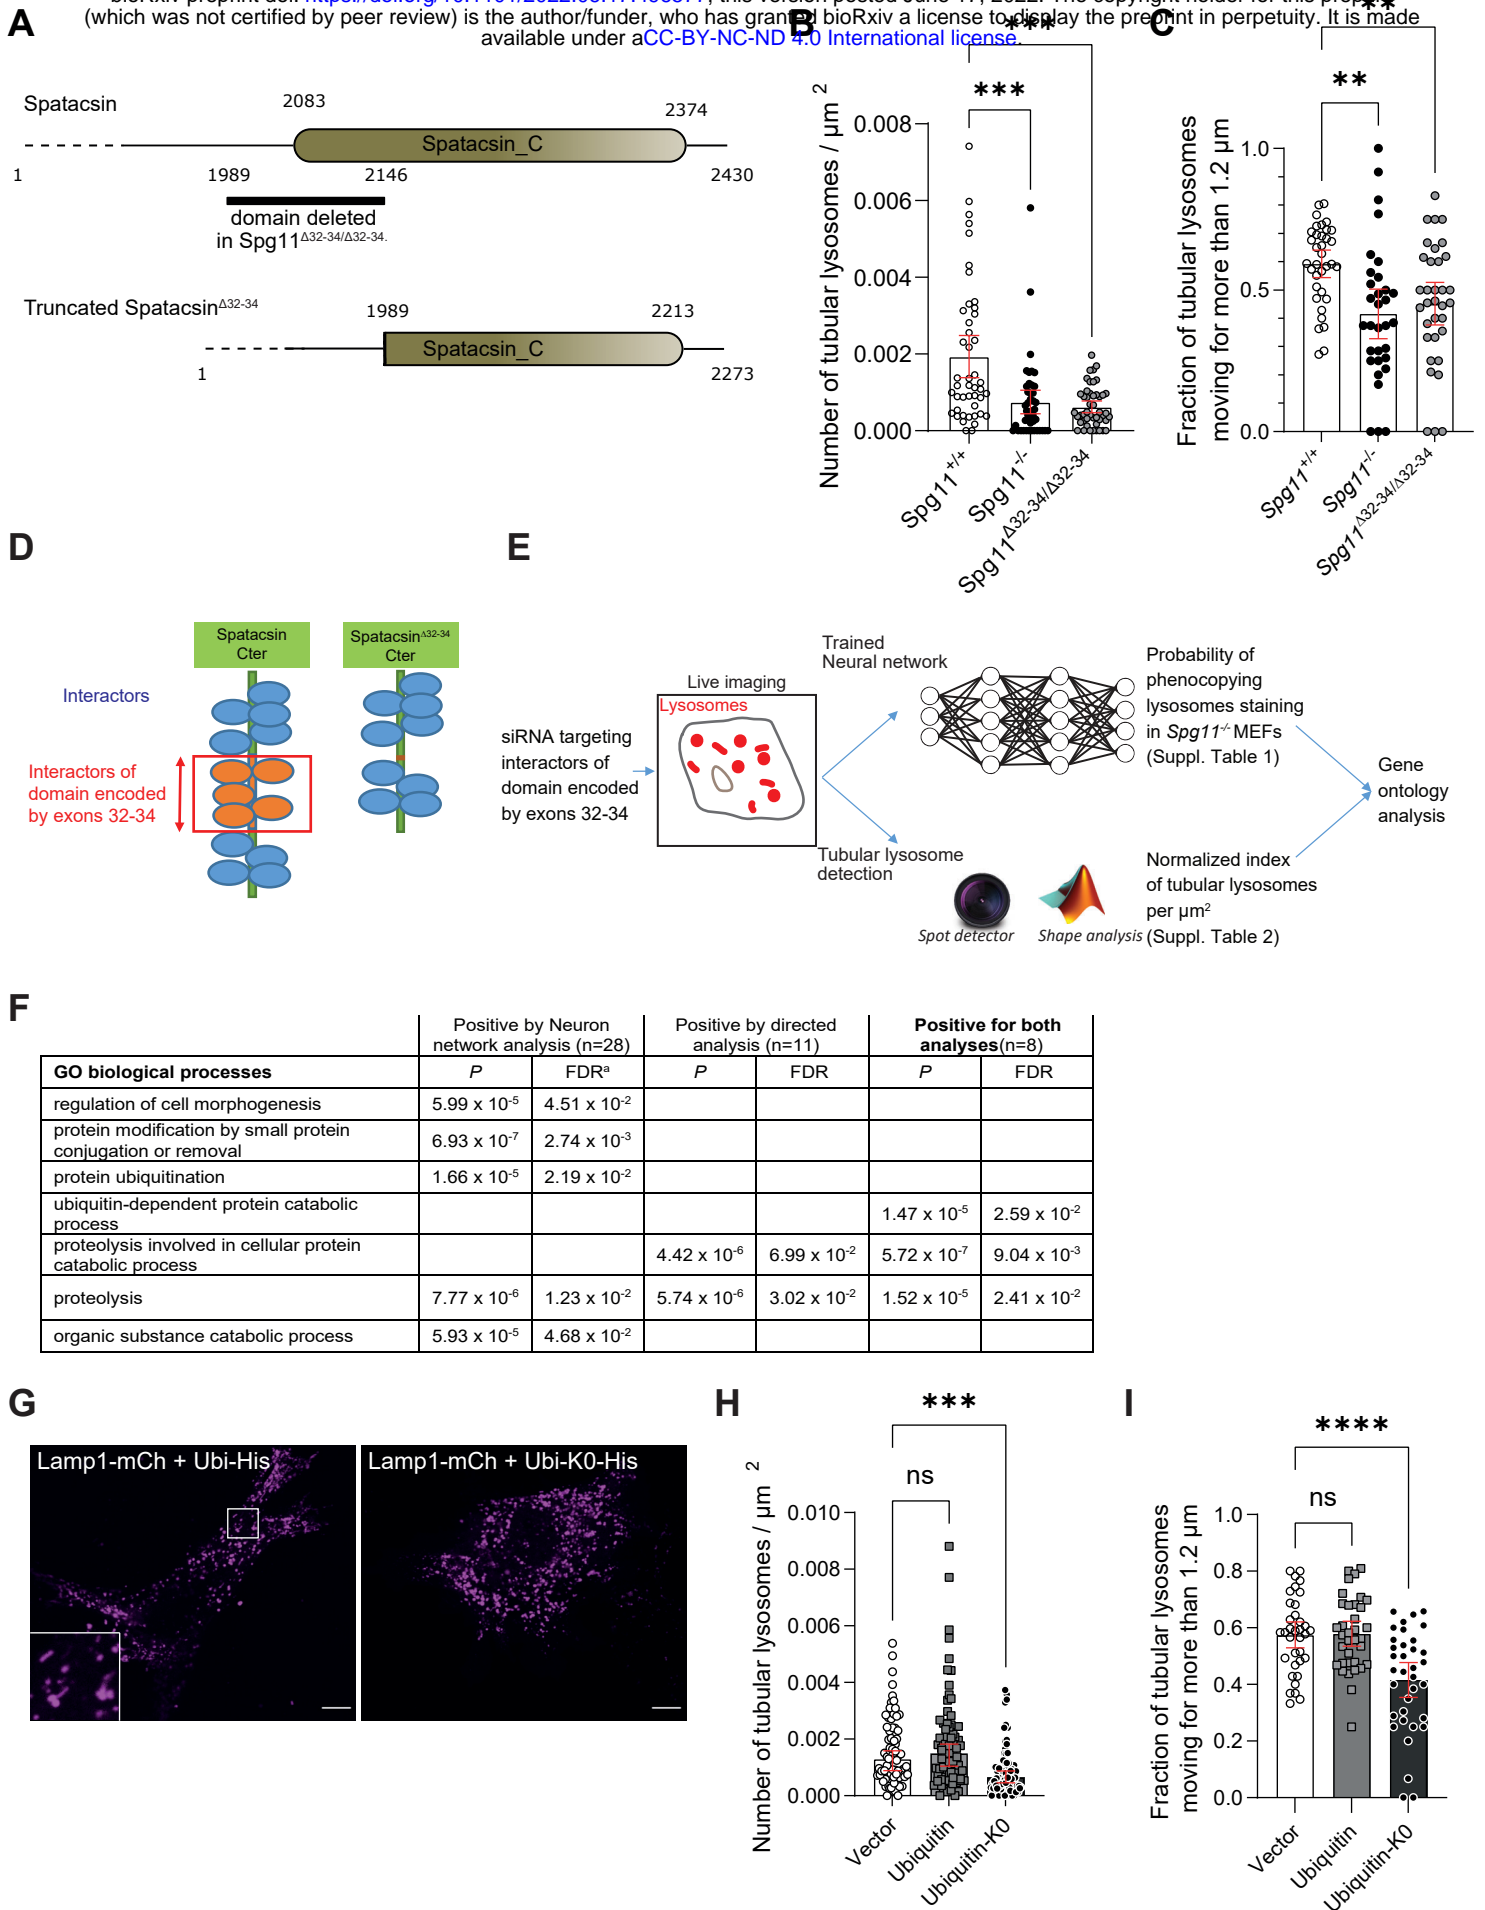 (which was not certified by peer review) is the author/funder, who has granted bioRxiv a license to display the preprint in perpetuity. It is made
available under aCC-BY-NC-ND 4.0 International license.
A
Spatacsin
2083
2374
Spatacsin_C
1
1989
2146
2430
domain deleted
in Spg11Δ32-34/Δ32-34.
Truncated SpatacsinΔ32-34
1989
2213
Spatacsin_C
1
2273
B
***
***
Number of tubular lysosomes / µm 2
0.008
0.006
0.004
0.002
0.000
Spg11+/+
Spg11-/-
Spg11Δ32-34/Δ32-34
C
**
**
Fraction of tubular lysosomes
moving for more than 1.2 µm
1.0
0.5
0.0
Spg11+/+
Spg11-/-
Spg11Δ32-34/Δ32-34
D
Spatacsin
Cter
SpatacsinΔ32-34
Cter
Interactors
Interactors of
domain encoded
by exons 32-34
E
siRNA targeting
interactors of
domain encoded
by exons 32-34
Live imaging
Lysosomes
Trained
Neural network
Probability of
phenocopying
lysosomes staining
in Spg11-/- MEFs
(Suppl. Table 1)
Tubular lysosome
detection
Spot detector
Shape analysis
Normalized index
of tubular lysosomes
per µm2
(Suppl. Table 2)
Gene
ontology
analysis
F
Positive by Neuron
network analysis (n=28)
Positive by directed
analysis (n=11)
Positive for both
analyses(n=8)
GO biological processes P FDRa P FDR P FDR
regulation of cell morphogenesis 5.99 x 10-5 4.51 x 10-2
protein modification by small protein
conjugation or removal 6.93 x 10-7 2.74 x 10-3
protein ubiquitination 1.66 x 10-5 2.19 x 10-2
ubiquitin-dependent protein catabolic
process 1.47 x 10-5 2.59 x 10-2
proteolysis involved in cellular protein
catabolic process 4.42 x 10-6 6.99 x 10-2 5.72 x 10-7 9.04 x 10-3
proteolysis 7.77 x 10-6 1.23 x 10-2 5.74 x 10-6 3.02 x 10-2 1.52 x 10-5 2.41 x 10-2
organic substance catabolic process 5.93 x 10-5 4.68 x 10-2
G
Lamp1-mCh + Ubi-His
Lamp1-mCh + Ubi-K0-His
H
***
ns
Number of tubular lysosomes / µm 2
0.010
0.008
0.006
0.004
0.002
0.000
Vector
Ubiquitin
Ubiquitin-K0
I
****
ns
Fraction of tubular lysosomes
moving for more than 1.2 µm
1.0
0.8
0.6
0.4
0.2
0.0
Vector
Ubiquitin
Ubiquitin-K0